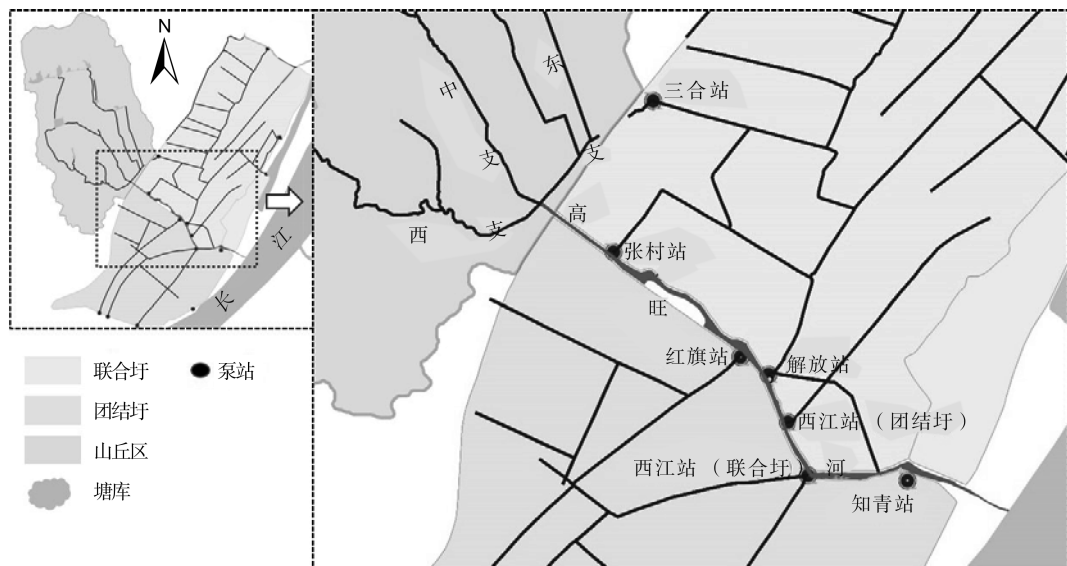 N
长江
联合圩
泵站
团结圩
山丘区
塘库
东支
中支
西支
三合站
高旺河
张村站
红旗站
解放站
西江站（团结圩）
西江站（联合圩）
知青站